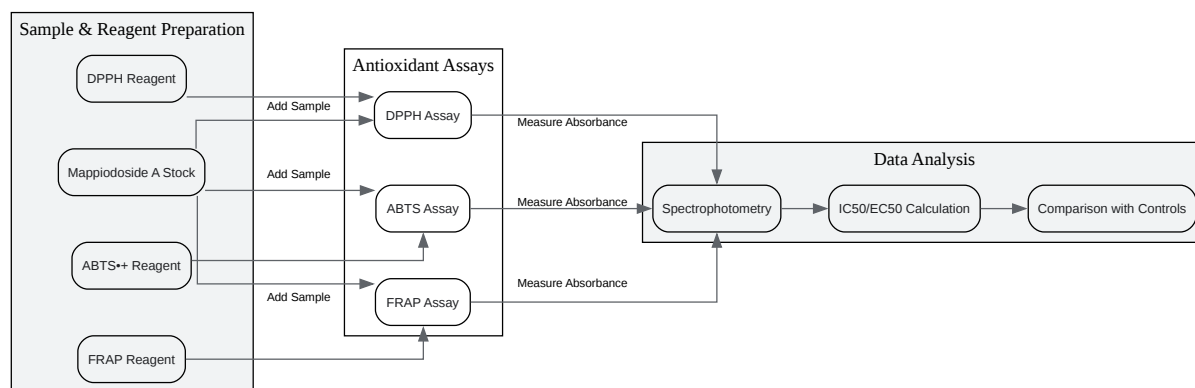 Sample & Reagent Preparation
DPPH Reagent
Mappiodoside A Stock
ABTS•+ Reagent
FRAP Reagent
Add Sample
Add Sample
Add Sample
Antioxidant Assays
DPPH Assay
ABTS Assay
FRAP Assay
Measure Absorbance
Measure Absorbance
Measure Absorbance
Data Analysis
Spectrophotometry
IC50/EC50 Calculation
Comparison with Controls